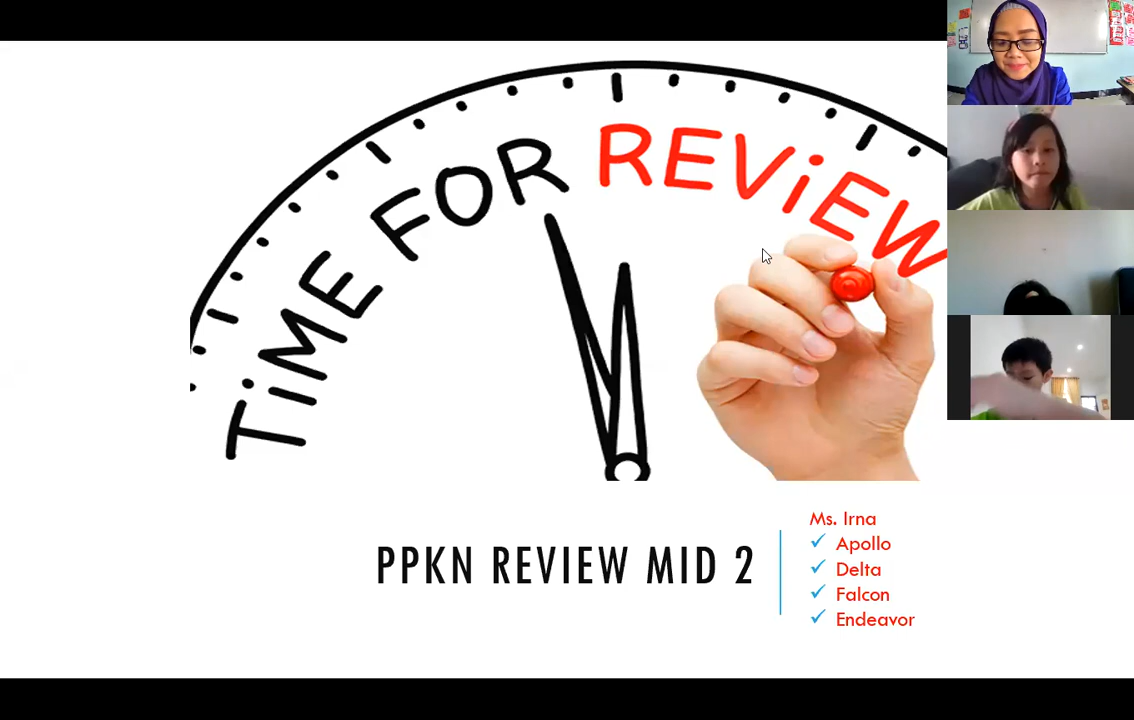 TiME FOR REViEW
PPKN REVIEW MID 2
Ms. Irna
✓ Apollo
✓ Delta
✓ Falcon
✓ Endeavor